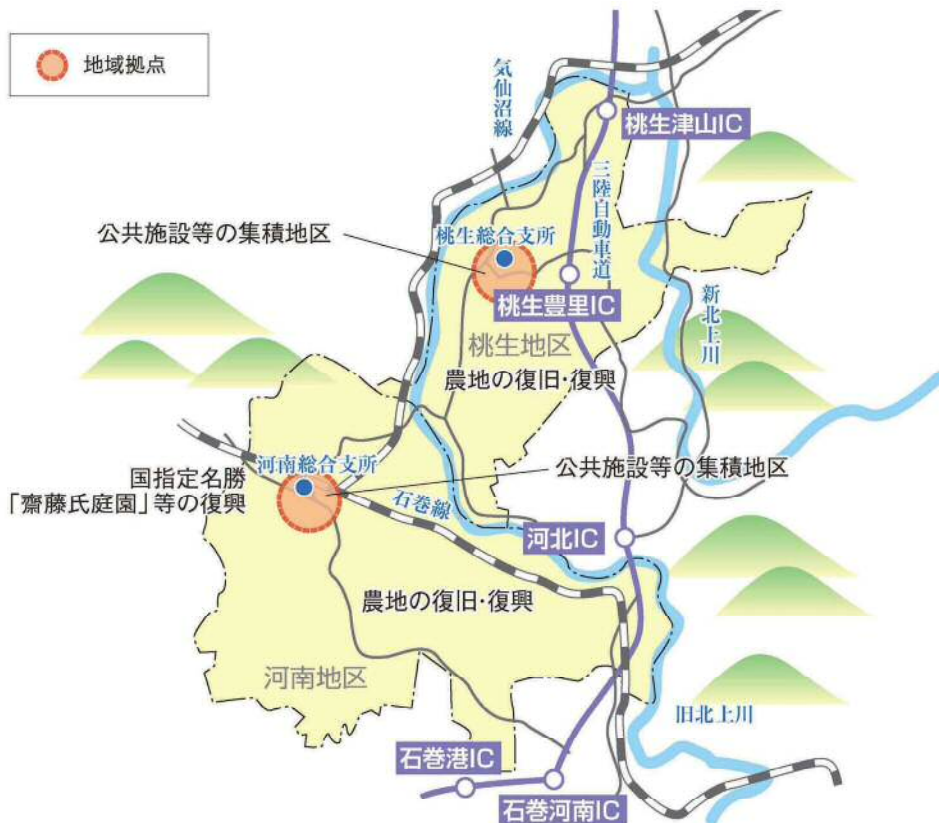 地域拠点
気仙沼線
桃生津山IC
三陸自動車道
公共施設等の集積地区
桃生総合支所
桃生豊里IC
新北上川
桃生地区
農地の復旧・復興
国指定名勝
「齋藤氏庭園」等の復興
河南総合支所
公共施設等の集積地区
石巻線
河北IC
農地の復旧・復興
河南地区
旧北上川
石巻港IC
石巻河南IC